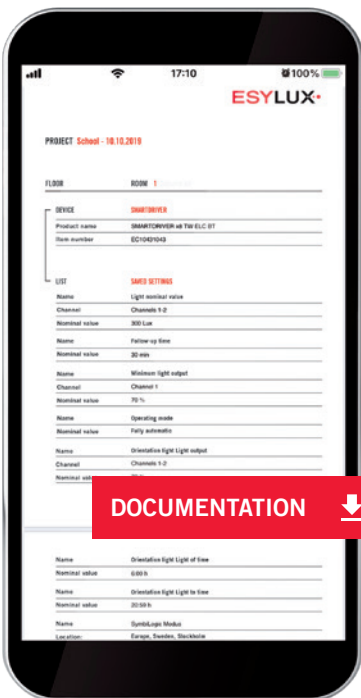 17:10 100%
ESYLUX
PROJECT School - 10.10.2019
FLOOR ROOM 1
DEVICE SMARTDRIVER
Product name SMARTDRIVER x8 TW ELC BT
Item number EC10431043
LIST SAVED SETTINGS
Name Light nominal value
Channel Channels 1-2
Nominal value 300 Lux
Name Follow-up time
Nominal value 30 min
Name Minimum light output
Channel Channel 1
Nominal value 70 %
Name Operating mode
Nominal value Fully automatic
Name Orientation light Light output
Channel Channels 1-2
Nominal
DOCUMENTATION
Name Orientation light Light of time
Nominal value 6:00 h
Name Orientation light Light to time
Nominal value 20:59 h
Name SymbiLogic Modus
Location: Europe, Sweden, Stockholm